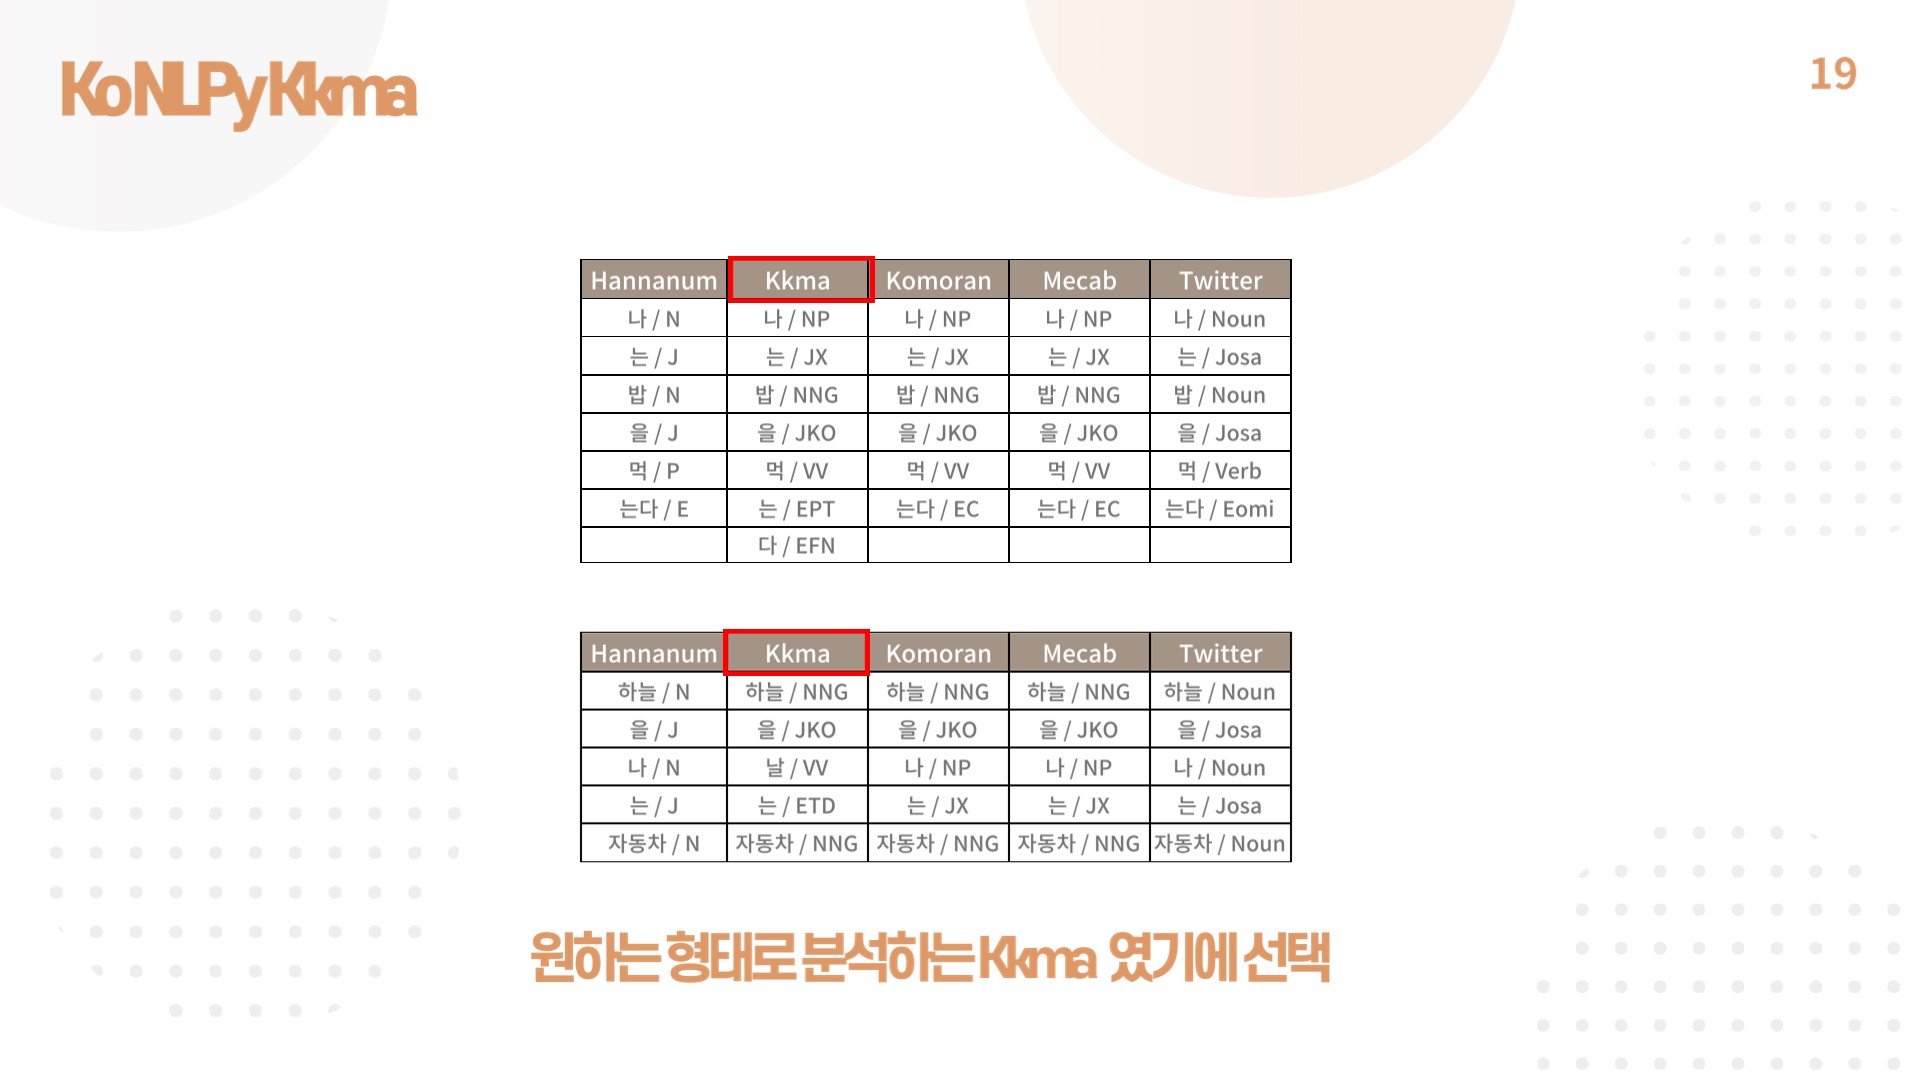 KoNLPy Kkma
19
Hannanum Kkma Komoran Mecab Twitter
나 / N 나 / NP 나 / NP 나 / NP 나 / Noun
는 / J 는 / JX 는 / JX 는 / JX 는 / Josa
밥 / N 밥 / NNG 밥 / NNG 밥 / NNG 밥 / Noun
을 / J 을 / JKO 을 / JKO 을 / JKO 을 / Josa
먹 / P 먹 / VV 먹 / VV 먹 / VV 먹 / Verb
는다 / E 는 / EPT 는다 / EC 는다 / EC 는다 / Eomi
다 / EFN
Hannanum Kkma Komoran Mecab Twitter
하늘 / N 하늘 / NNG 하늘 / NNG 하늘 / NNG 하늘 / Noun
을 / J 을 / JKO 을 / JKO 을 / JKO 을 / Josa
나 / N 날 / VV 나 / NP 나 / NP 나 / Noun
는 / J 는 / ETD 는 / JX 는 / JX 는 / Josa
자동차 / N 자동차 / NNG 자동차 / NNG 자동차 / NNG 자동차 / Noun
원하는 형태로 분석하는 Kkma 였기에 선택